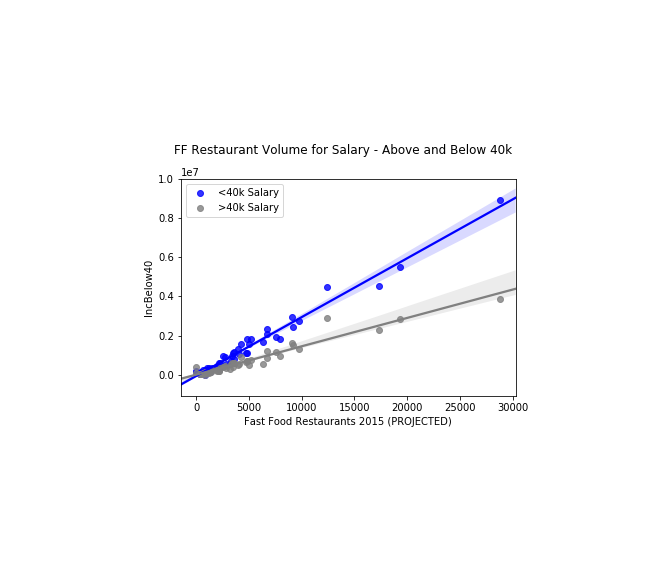 FF Restaurant Volume for Salary - Above and Below 40k
1e7
1.0
0.8
0.6
0.4
0.2
0.0
IncBelow40
<40k Salary
>40k Salary
0 5000 10000 15000 20000 25000 30000
Fast Food Restaurants 2015 (PROJECTED)